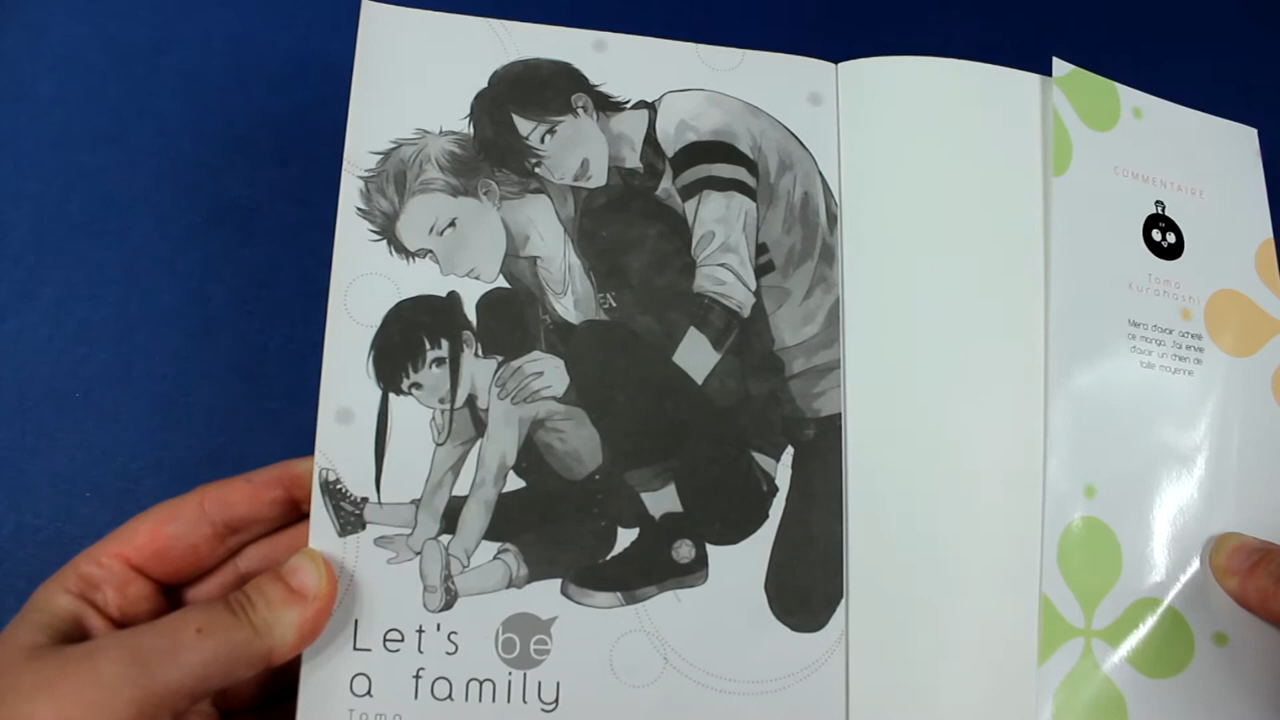 Let's be
a family
Tomo
COMMENTAIRE
Tomo
Kurahashi
Merci d'avoir acheté
ce manga. J'ai envie
d'avoir un chien de
taille moyenne.